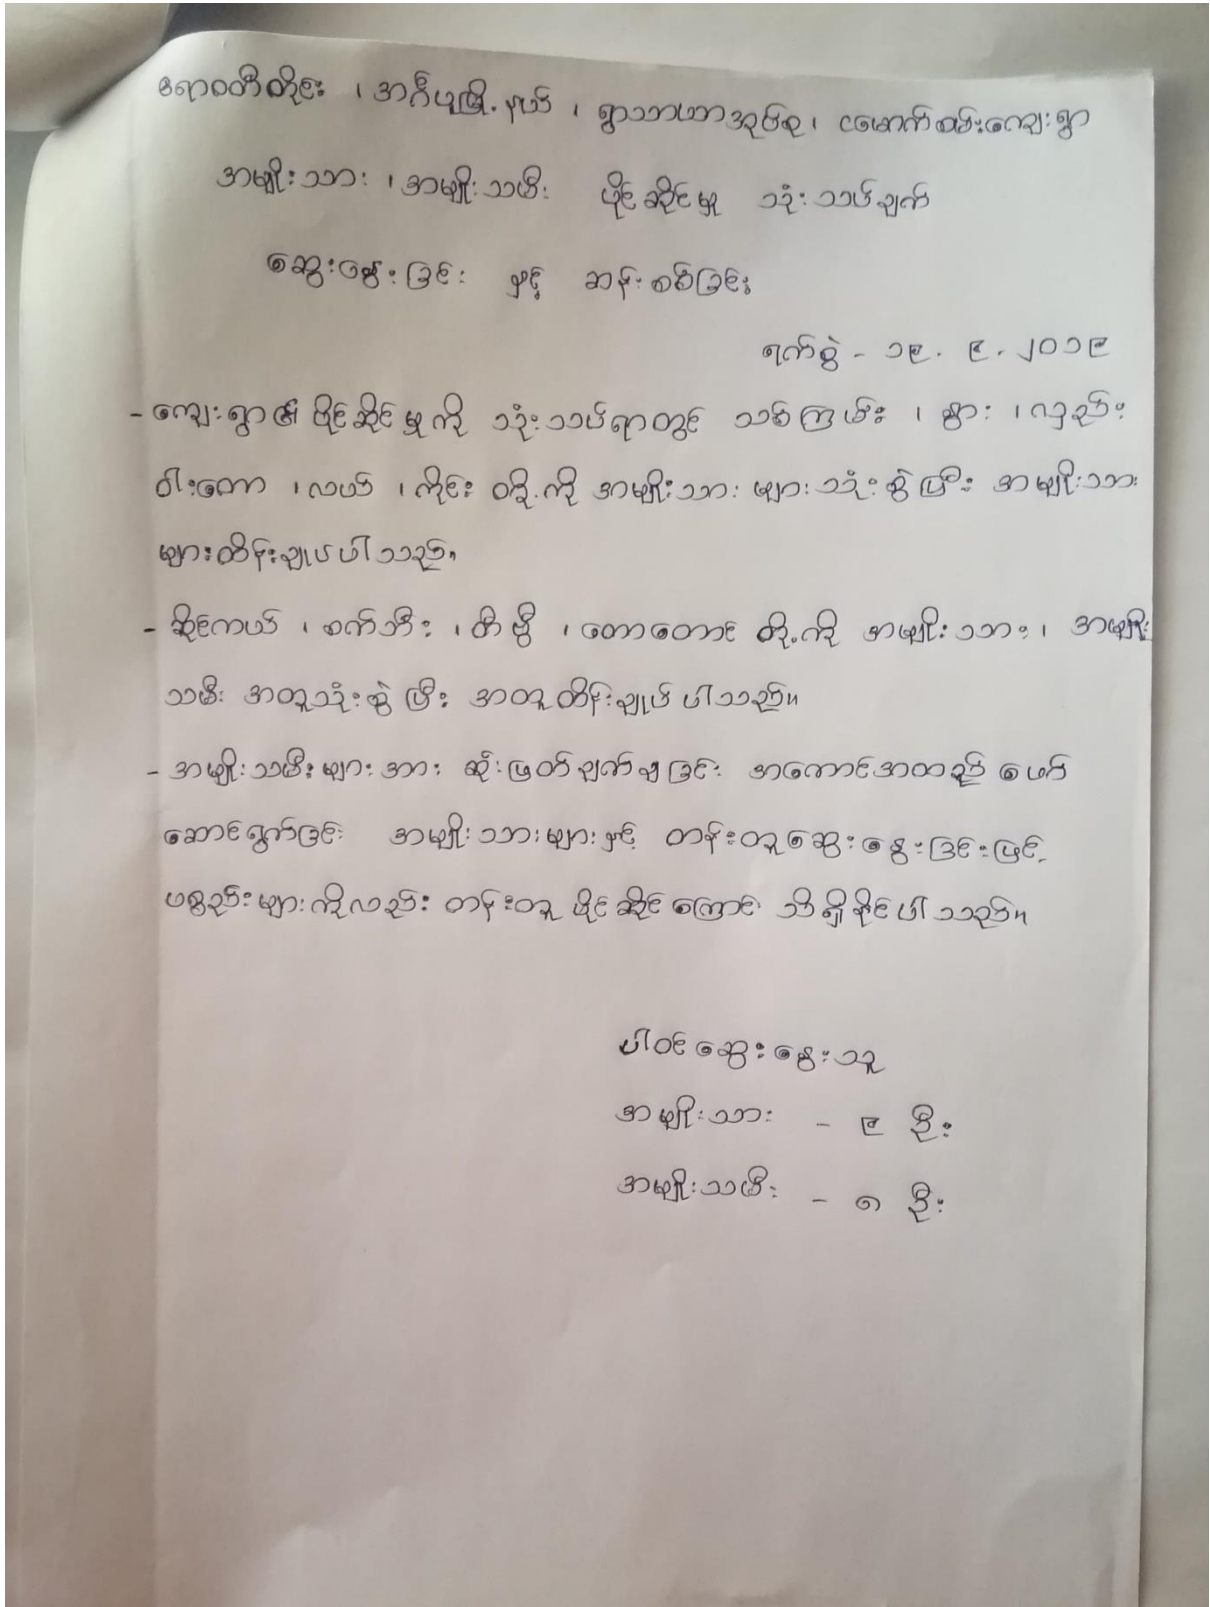 ဧရာဝတီတိုင်း ၊ အင်္ဂပူမြို့နယ် ၊ ရွာသာယာအုပ်စု ၊ ငမောက်စမ်းကျေးရွာ
အမျိုးသား ၊ အမျိုးသမီး ပိုင်ဆိုင်မှု သုံးသပ်ချက်
ဆွေးနွေးခြင်း နှင့် ဆန်းစစ်ခြင်း
ရက်စွဲ - ၁၉. ၉. ၂၀၁၉
- ကျေးရွာ၏ ပိုင်ဆိုင်မှုကို သုံးသပ်ရာတွင် သစ်ကြမ်း ၊ နွား ၊ လှည်း
ဝါးတော ၊ လယ် ၊ ကိုင်း တို့ကို အမျိုးသား များသုံးစွဲပြီး အမျိုးသား
များထိန်းချုပ်ပါသည်။
- ဆိုင်ကယ် ၊ စက်ဘီး ၊ တီဗွီ ၊ တောတောင် တို့ကို အမျိုးသား ၊ အမျိုး
သမီး အတူသုံးစွဲပြီး အတူထိန်းချုပ်ပါသည်။
- အမျိုးသမီးများအား ဆုံးဖြတ်ချက်ချခြင်း အကောင်အထည်ဖေါ်
ဆောင်ရွက်ခြင်း အမျိုးသားများနှင့် တန်းတူဆွေးနွေးခြင်းဖြင့်
ပစ္စည်းများကိုလည်း တန်းတူ ပိုင်ဆိုင်ကြောင်း သိရှိနိုင်ပါသည်။
ပါဝင်ဆွေးနွေးသူ
အမျိုးသား - ၉ ဦး
အမျိုးသမီး - ၈ ဦး